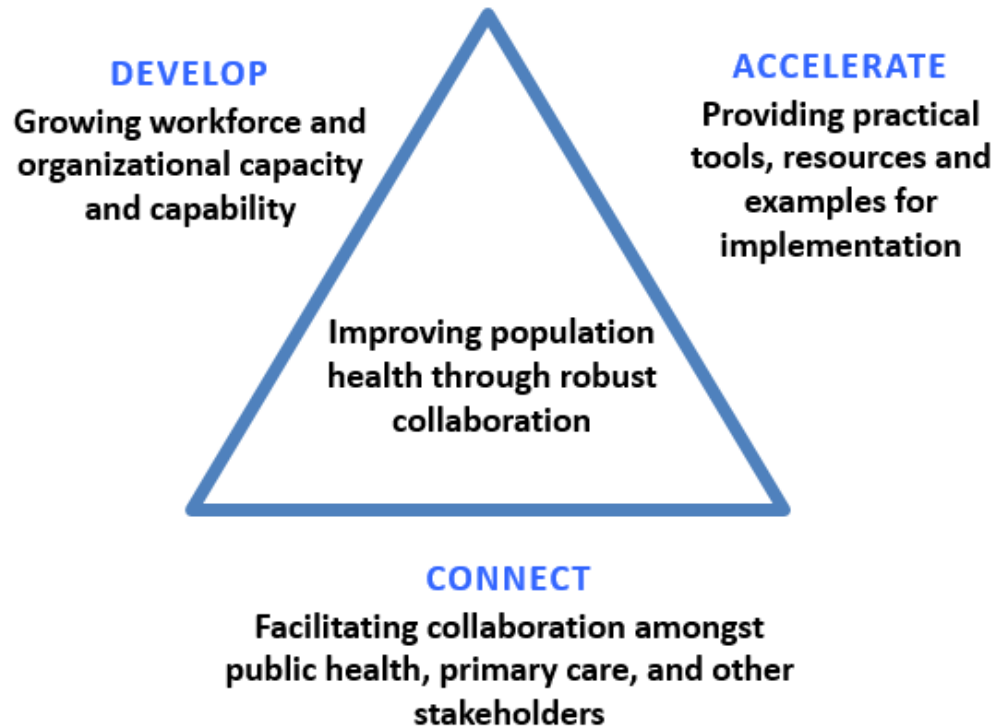 DEVELOP
Growing workforce and
organizational capacity
and capability
ACCELERATE
Providing practical
tools, resources and
examples for
implementation
Improving population
health through robust
collaboration
CONNECT
Facilitating collaboration amongst
public health, primary care, and other
stakeholders